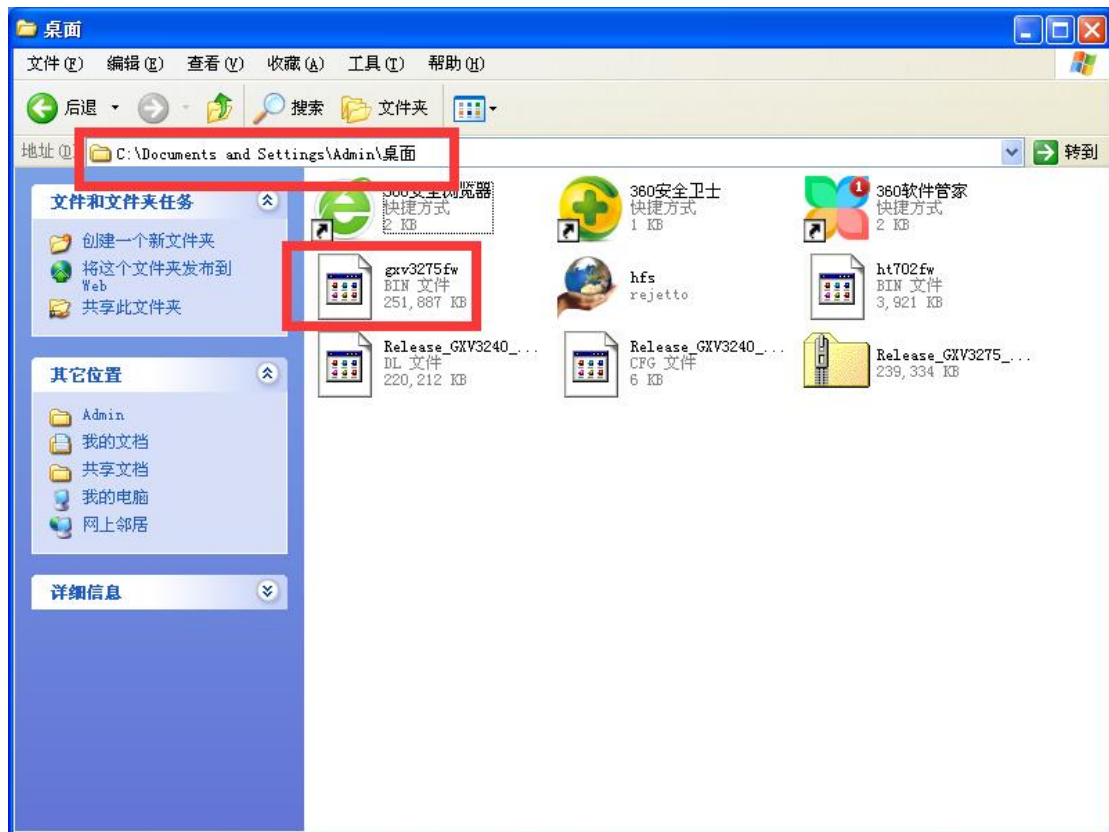 桌面
文件(F) 编辑(E) 查看(V) 收藏(A) 工具(T) 帮助(H)
后退 搜索 文件夹
地址(D) C:\Documents and Settings\Admin\桌面 转到
文件和文件夹任务
创建一个新文件夹
将这个文件夹发布到
Web
共享此文件夹
其它位置
Admin
我的文档
共享文档
我的电脑
网上邻居
详细信息
360安全浏览器
快捷方式
2 KB
360安全卫士
快捷方式
1 KB
1
360软件管家
快捷方式
2 KB
gxv3275fw
BIN 文件
251,887 KB
hfs
rejetto
ht702fw
BIN 文件
3,921 KB
Release_GXV3240_...
DL 文件
220,212 KB
Release_GXV3240_...
CFG 文件
6 KB
Release_GXV3275_...
239,334 KB